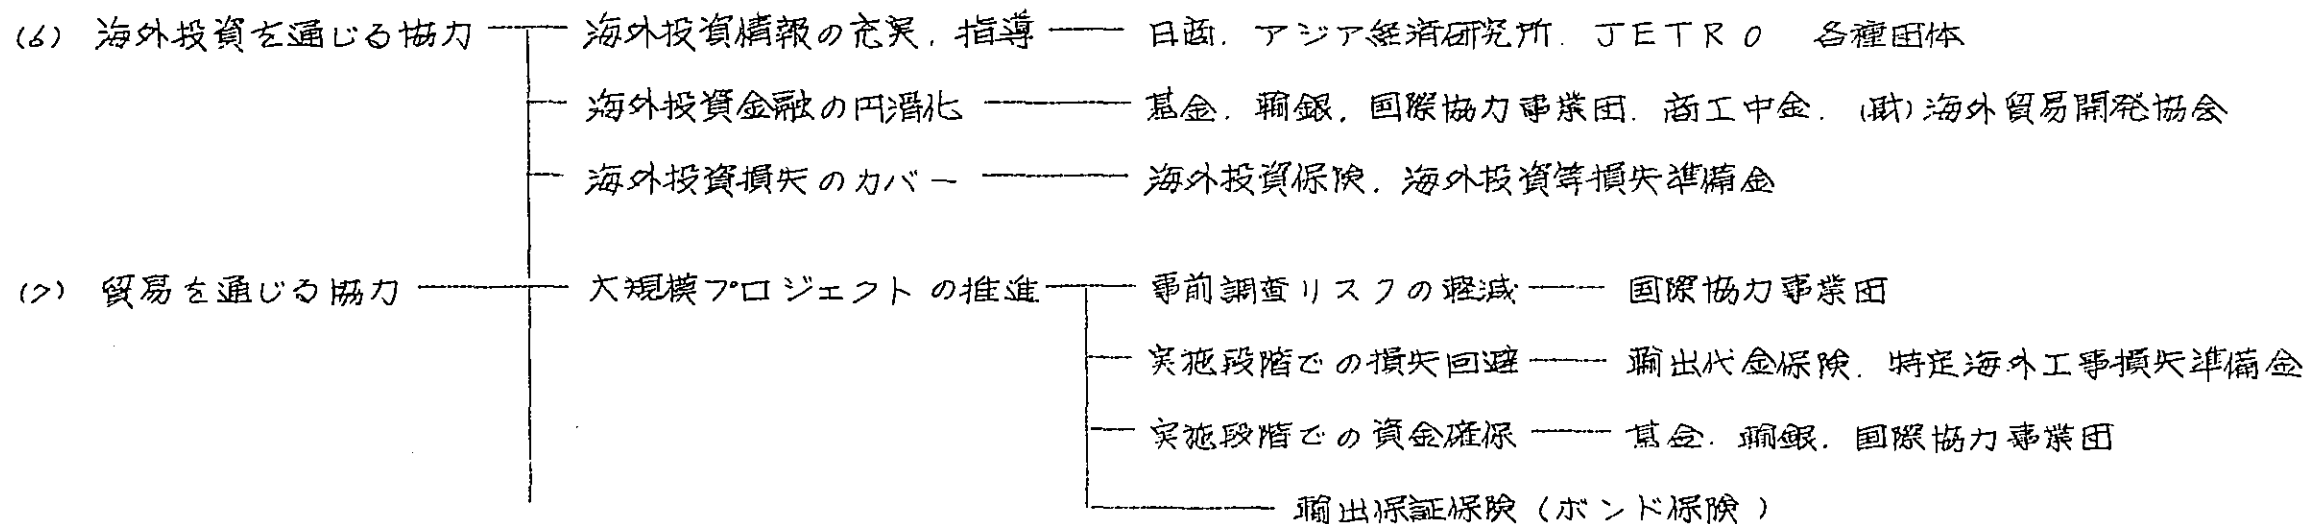 (6) 海外投資を通じる協力 海外投資情報の充実，指導 日商．アジア経済研究所．JETRO 各種団体
海外投資金融の円滑化 基金．輸銀．国際協力事業団．商工中金．(財)海外貿易開発協会
海外投資損失のカバー 海外投資保険．海外投資等損失準備金
(7) 貿易を通じる協力 大規模プロジェクトの推進 事前調査リスクの軽減 国際協力事業団
実施段階での損失回避 輸出代金保険．特定海外工事損失準備金
実施段階での資金確保 基金．輸銀．国際協力事業団
輸出保証保険（ボンド保険）